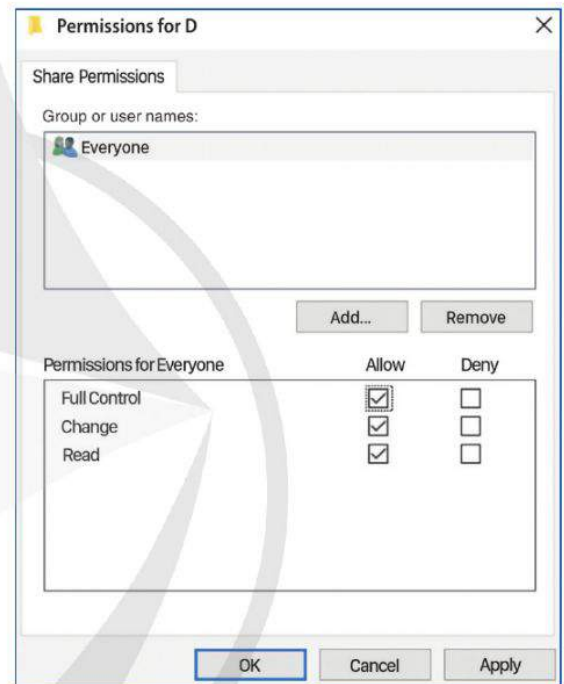 Permissions for D
Share Permissions
Group or user names:
Everyone
Add... Remove
Permissions for Everyone Allow Deny
Full Control
Change
Read
OK Cancel Apply